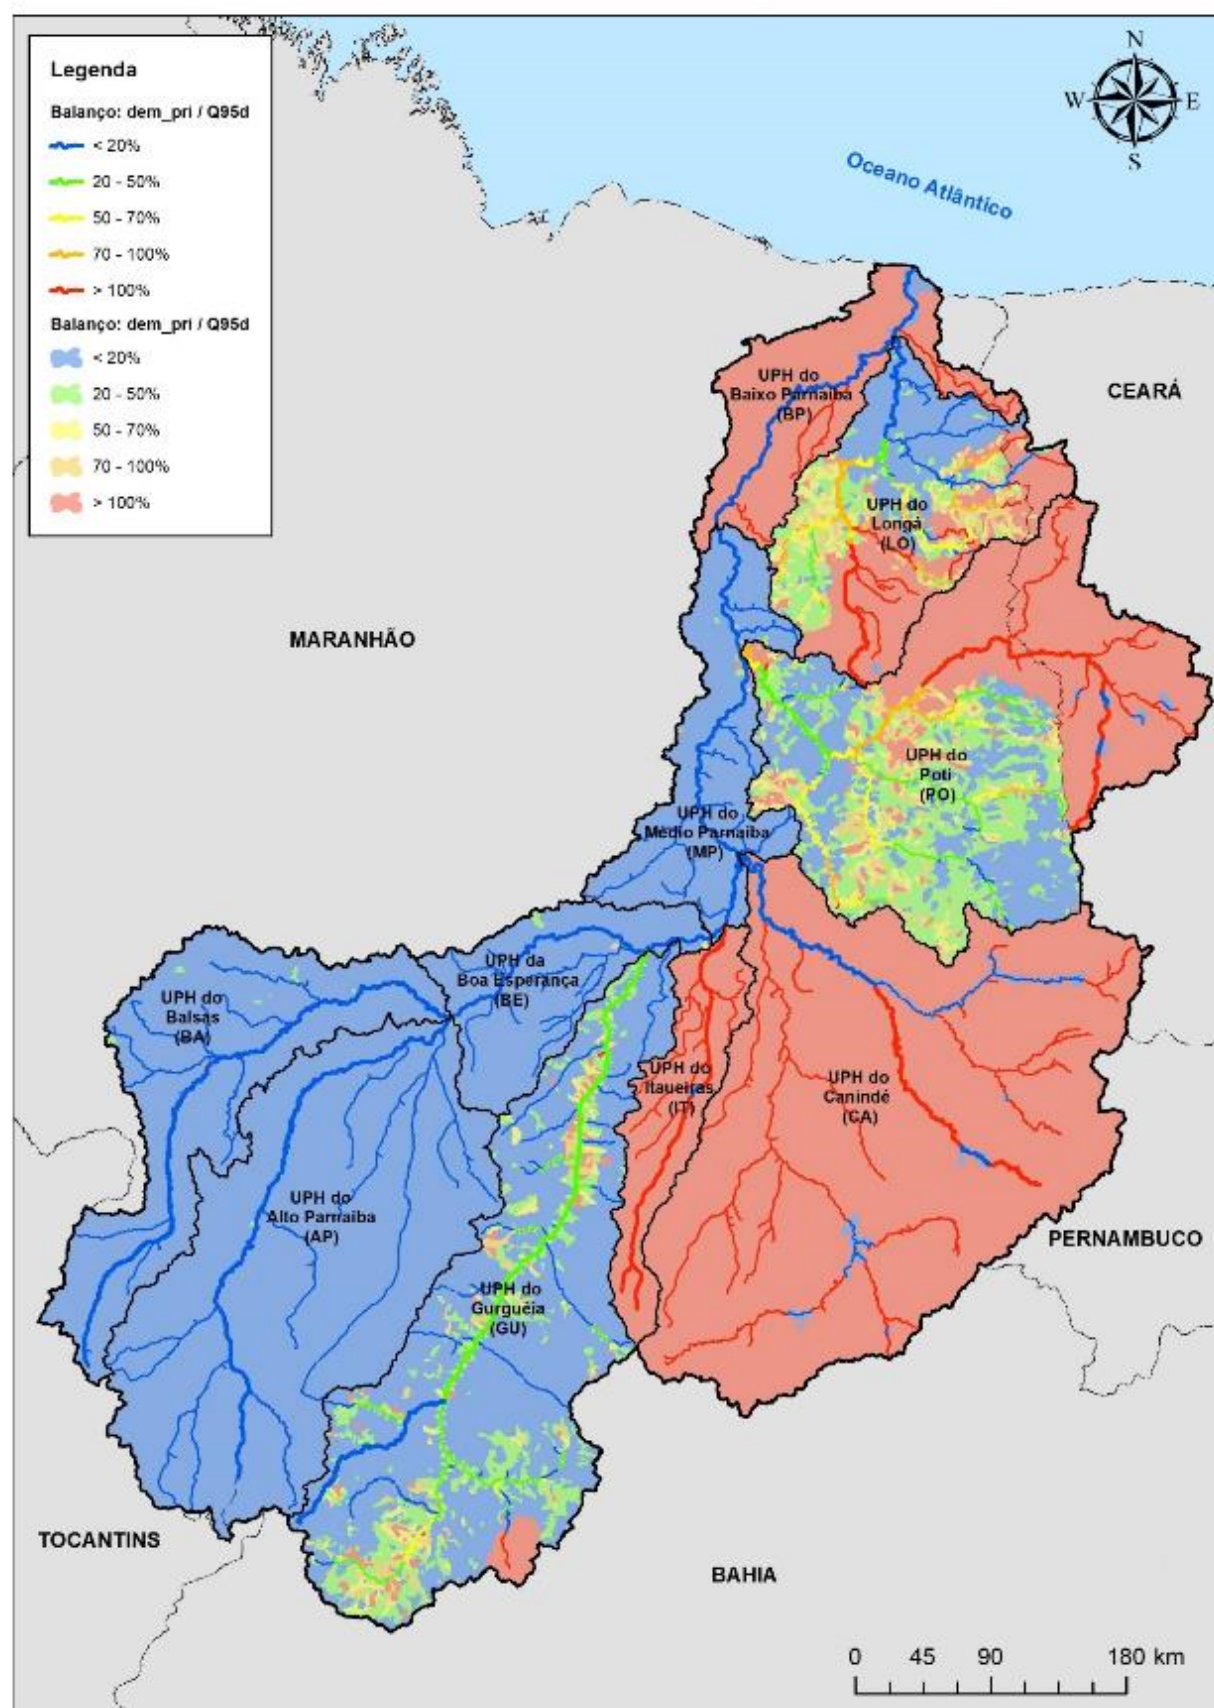 Legenda
Balanço: dem_pri / Q95d
< 20%
20 - 50%
50 - 70%
70 - 100%
> 100%
Balanço: dem_pri / Q95d
< 20%
20 - 50%
50 - 70%
70 - 100%
> 100%
N
W
E
S
Oceano Atlântico
CEARÁ
UPH do
Baixo Parnaíba
(BP)
UPH do
Longá
(LO)
MARANHÃO
UPH do
Poti
(PO)
UPH do
Médio Parnaíba
(MP)
UPH da
Boa Esperança
(BE)
UPH do
Balsas
(BA)
UPH do
Itaueiras
(IT)
UPH do
Canindé
(CA)
UPH do
Alto Parnaíba
(AP)
PERNAMBUCO
UPH do
Gurguéia
(GU)
TOCANTINS
BAHIA
0 45 90 180 km